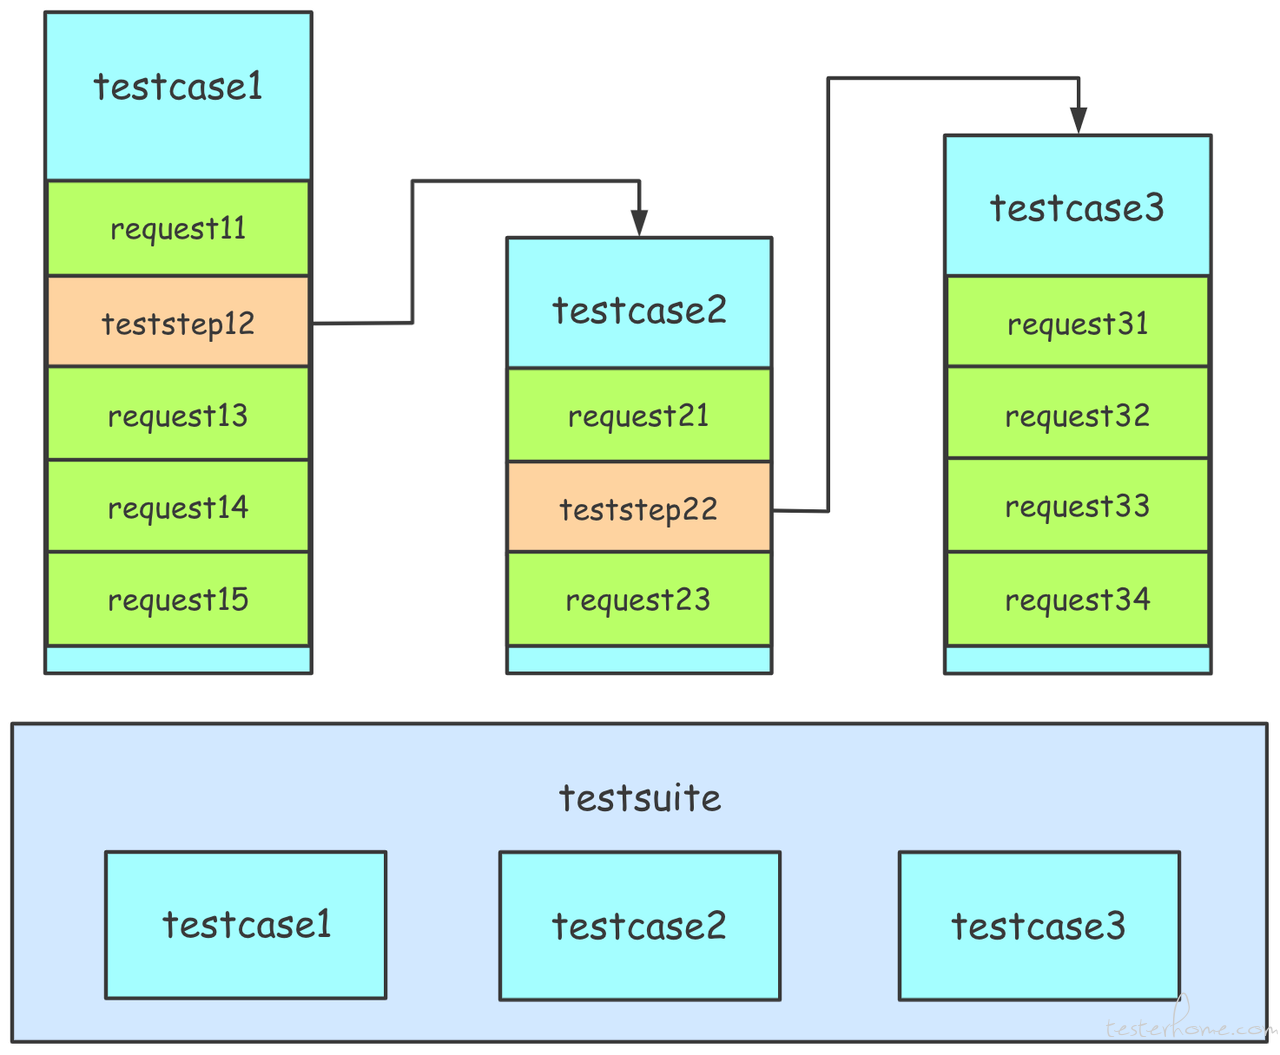 testcase1
request11
teststep12
request13
request14
request15
testcase2
request21
teststep22
request23
testcase3
request31
request32
request33
request34
testsuite
testcase1
testcase2
testcase3
testerhome.com